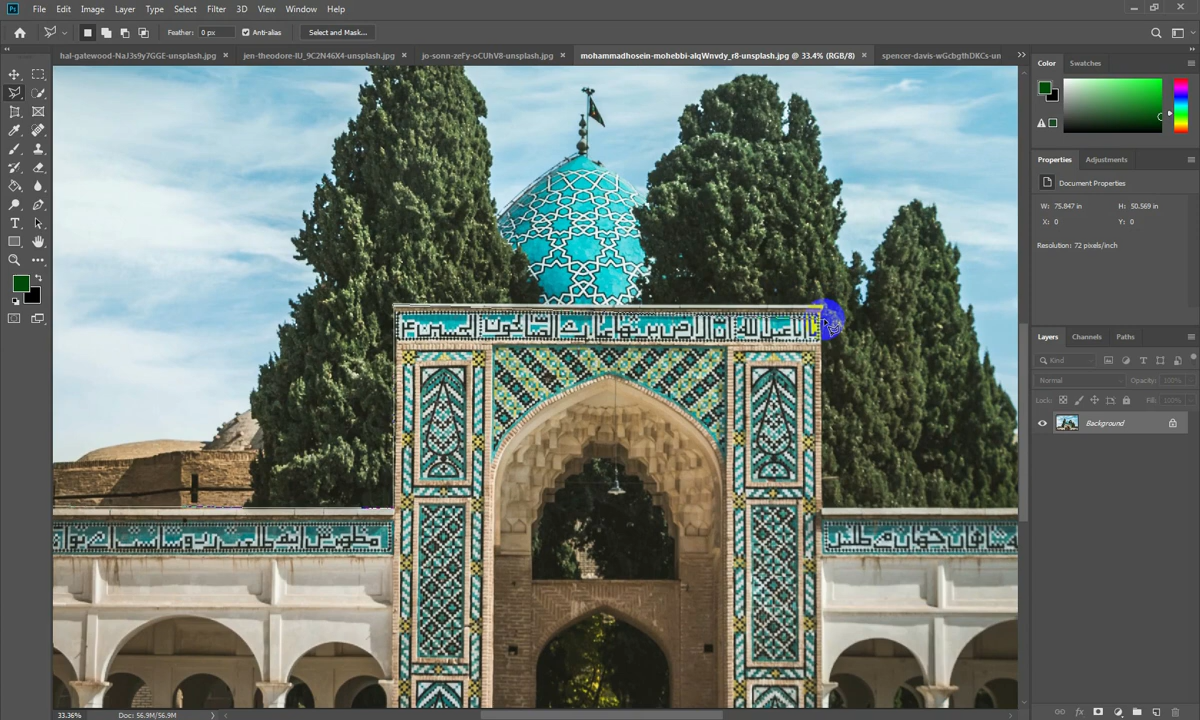 Ps File Edit Image Layer Type Select Filter 3D View Window Help
Feather: 0 px Anti-alias Select and Mask...
hal-gatewood-NaJ3s9y7GGE-unsplash.jpg × jen-theodore-IU_9C2N46X4-unsplash.jpg × jo-sonn-zeFy-oCUhV8-unsplash.jpg × mohammadhosein-mohebbi-alqWnvdy_r8-unsplash.jpg @ 33.4% (RGB/8) × spencer-davis-wGcbgthDKCs-un
Color Swatches
Properties Adjustments
Document Properties
W: 75.847 in H: 50.569 in
X: 0 Y: 0
Resolution: 72 pixels/inch
Layers Channels Paths
Kind
Normal Opacity: 100%
Lock: Fill: 100%
Background
33.36% Doc: 56.9M/56.9M